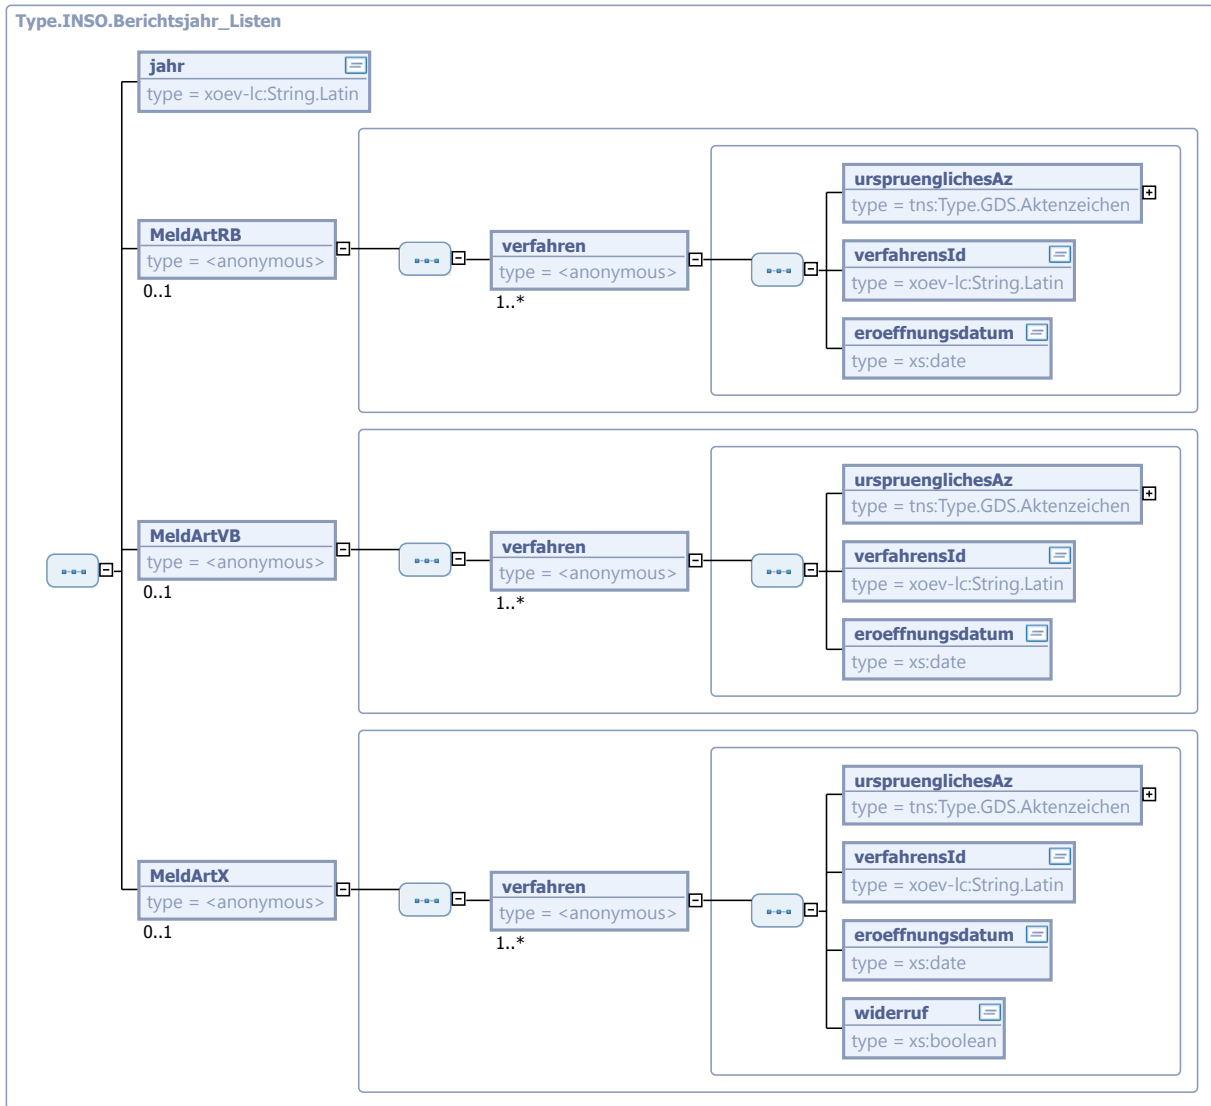 Type.INSO.Berichtsjahr_Listen
jahr
type = xoev-lc:String.Latin
MeldArtRB
type = <anonymous>
0..1
verfahren
type = <anonymous>
1..*
urspruenglichesAz
type = tns:Type.GDS.Aktenzeichen
verfahrensId
type = xoev-lc:String.Latin
eroeffnungsdatum
type = xs:date
MeldArtVB
type = <anonymous>
0..1
verfahren
type = <anonymous>
1..*
urspruenglichesAz
type = tns:Type.GDS.Aktenzeichen
verfahrensId
type = xoev-lc:String.Latin
eroeffnungsdatum
type = xs:date
MeldArtX
type = <anonymous>
0..1
verfahren
type = <anonymous>
1..*
urspruenglichesAz
type = tns:Type.GDS.Aktenzeichen
verfahrensId
type = xoev-lc:String.Latin
eroeffnungsdatum
type = xs:date
widerruf
type = xs:boolean